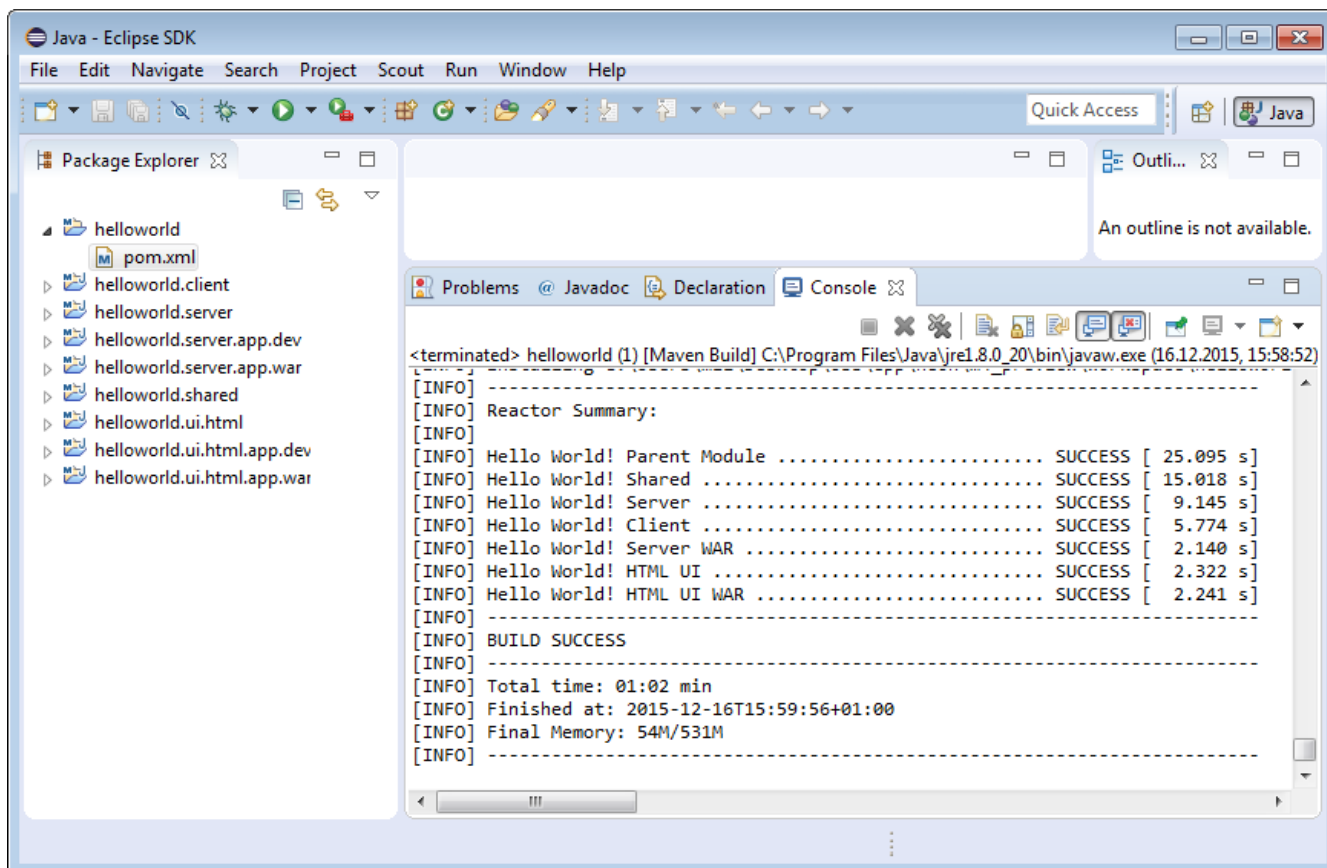 Java - Eclipse SDK
File Edit Navigate Search Project Scout Run Window Help
Quick Access
Java
Package Explorer
helloworld
pom.xml
helloworld.client
helloworld.server
helloworld.server.app.dev
helloworld.server.app.war
helloworld.shared
helloworld.ui.html
helloworld.ui.html.app.dev
helloworld.ui.html.app.war
Outli...
An outline is not available.
Problems @ Javadoc Declaration Console
<terminated> helloworld (1) [Maven Build] C:\Program Files\Java\jre1.8.0_20\bin\javaw.exe (16.12.2015, 15:58:52)
[INFO] ------------------------------------------------------------------------
[INFO] Reactor Summary:
[INFO]
[INFO] Hello World! Parent Module ......................... SUCCESS [ 25.095 s]
[INFO] Hello World! Shared ................................ SUCCESS [ 15.018 s]
[INFO] Hello World! Server ................................ SUCCESS [  9.145 s]
[INFO] Hello World! Client ................................ SUCCESS [  5.774 s]
[INFO] Hello World! Server WAR ............................ SUCCESS [  2.140 s]
[INFO] Hello World! HTML UI ............................... SUCCESS [  2.322 s]
[INFO] Hello World! HTML UI WAR ........................... SUCCESS [  2.241 s]
[INFO] ------------------------------------------------------------------------
[INFO] BUILD SUCCESS
[INFO] ------------------------------------------------------------------------
[INFO] Total time: 01:02 min
[INFO] Finished at: 2015-12-16T15:59:56+01:00
[INFO] Final Memory: 54M/531M
[INFO] ------------------------------------------------------------------------